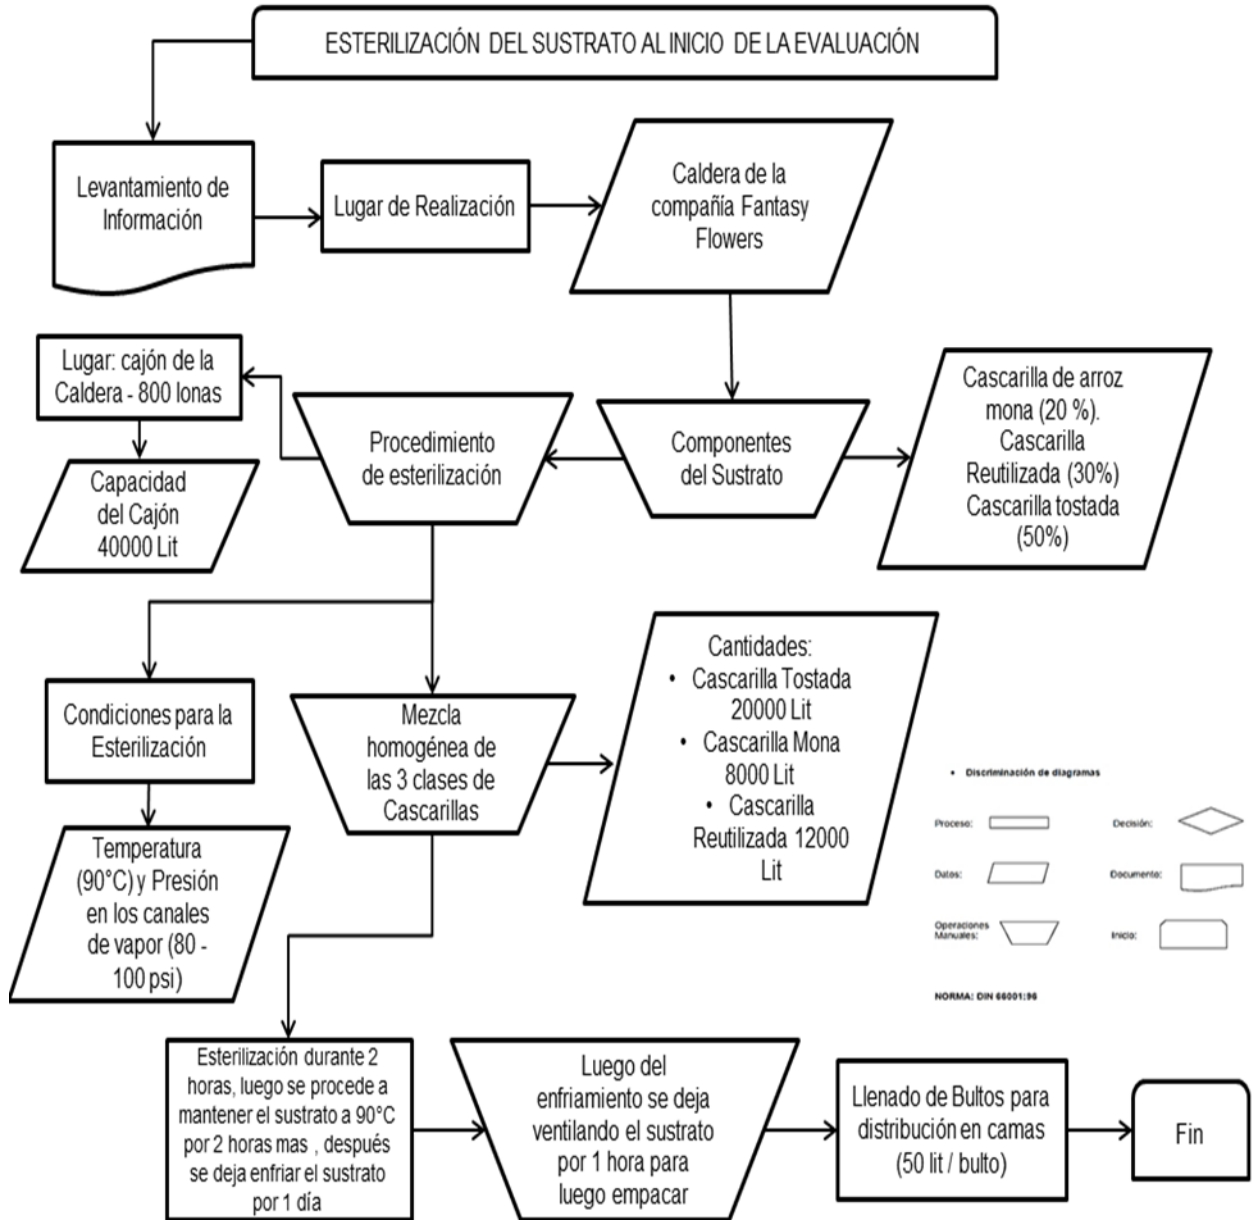 ESTERILIZACIÓN DEL SUSTRATO AL INICIO DE LA EVALUACIÓN
Levantamiento de
Información
Lugar de Realización
Caldera de la
compañía Fantasy
Flowers
Lugar: cajón de la
Caldera - 800 lonas
Capacidad
del Cajón
40000 Lit
Procedimiento
de esterilización
Componentes
del Sustrato
Cascarilla de arroz
mona (20 %).
Cascarilla
Reutilizada (30%)
Cascarilla tostada
(50%)
Condiciones para la
Esterilización
Temperatura
(90°C) y Presión
en los canales
de vapor (80 -
100 psi)
Mezcla
homogénea de
las 3 clases de
Cascarillas
Cantidades:
• Cascarilla Tostada
20000 Lit
• Cascarilla Mona
8000 Lit
• Cascarilla
Reutilizada 12000
Lit
• Discriminación de diagramas
Proceso:
Decisión:
Datos:
Documento:
Operaciones
Manuales:
Inicio:
NORMA: DIN 66001:96
Esterilización durante 2
horas, luego se procede a
mantener el sustrato a 90°C
por 2 horas mas , después
se deja enfriar el sustrato
por 1 día
Luego del
enfriamiento se deja
ventilando el sustrato
por 1 hora para
luego empacar
Llenado de Bultos para
distribución en camas
(50 lit / bulto)
Fin